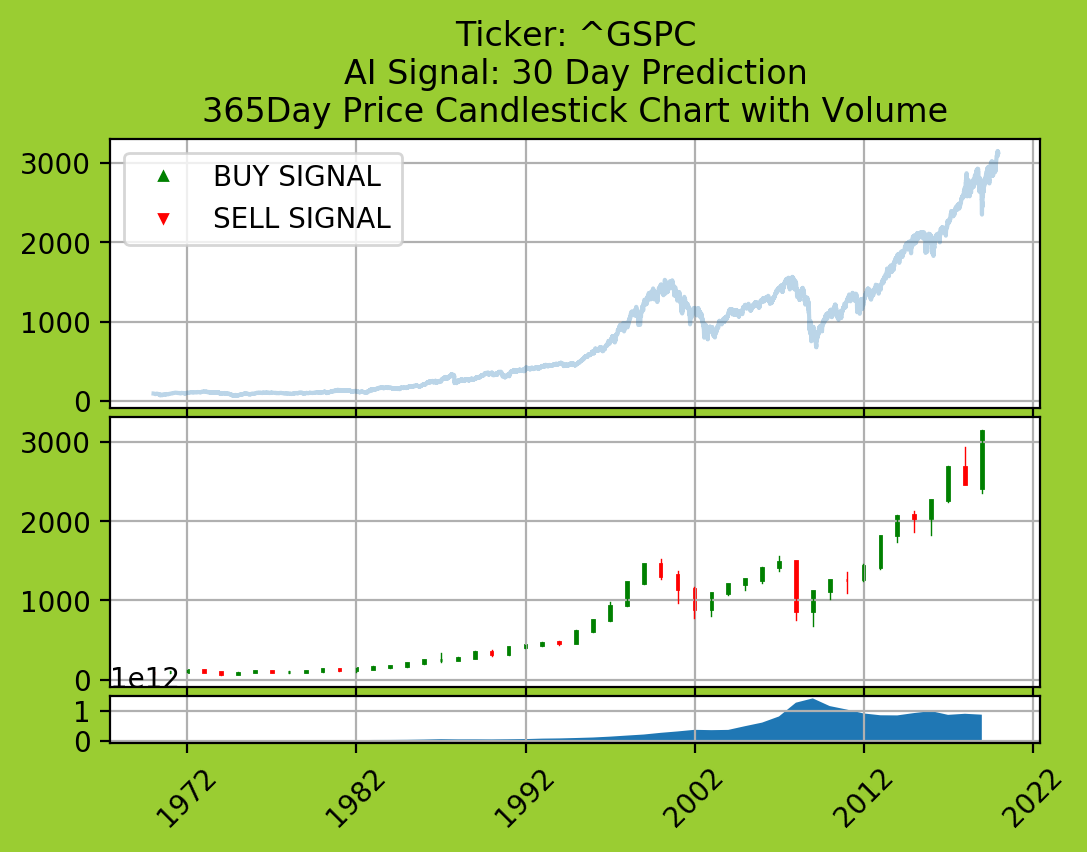 Ticker: ^GSPC
AI Signal: 30 Day Prediction
365Day Price Candlestick Chart with Volume
3000
2000
1000
0
BUY SIGNAL
SELL SIGNAL
3000
2000
1000
0
1e12
1
0
1972
1982
1992
2002
2012
2022